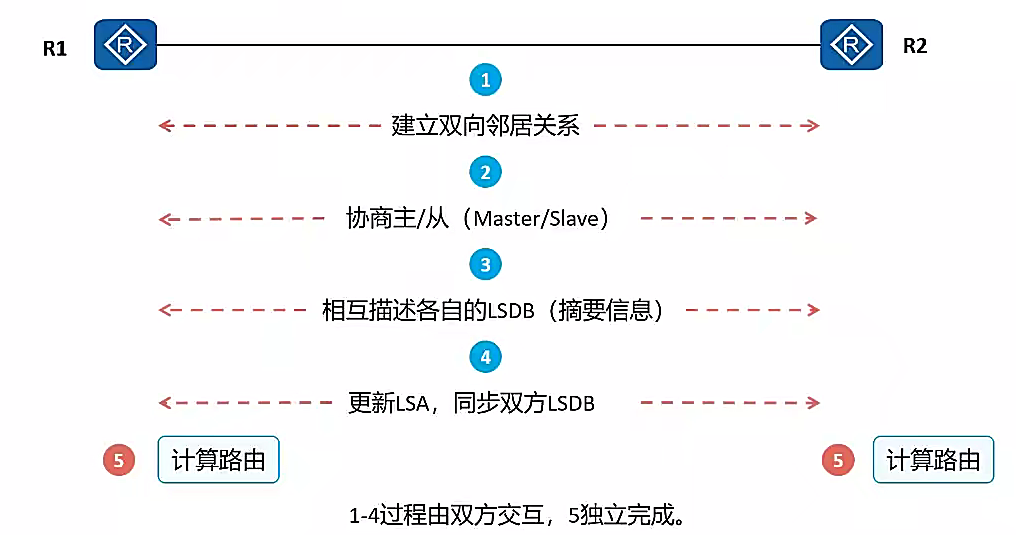 R1
R
R
R2
1
建立双向邻居关系
2
协商主/从（Master/Slave）
3
相互描述各自的LSDB（摘要信息）
4
更新LSA，同步双方LSDB
5 计算路由
5 计算路由
1-4过程由双方交互，5独立完成。